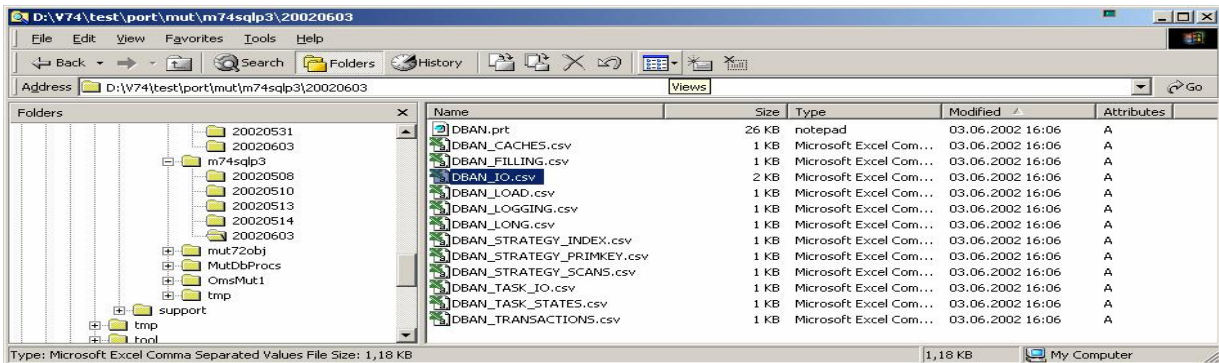 D:\V74\test\port\mut\m74sqlp3\20020603
File Edit View Favorites Tools Help
Back Search Folders History
Address D:\V74\test\port\mut\m74sqlp3\20020603 Views Go
Folders
20020531
20020603
m74sqlp3
20020508
20020510
20020513
20020514
20020603
mut72obj
MutDbProcs
OmsMut1
tmp
support
tmp
tool
Name Size Type Modified Attributes
DBAN.prt 26 KB notepad 03.06.2002 16:06 A
DBAN_CACHES.csv 1 KB Microsoft Excel Com... 03.06.2002 16:06 A
DBAN_FILLING.csv 1 KB Microsoft Excel Com... 03.06.2002 16:06 A
DBAN_IO.csv 2 KB Microsoft Excel Com... 03.06.2002 16:06 A
DBAN_LOAD.csv 1 KB Microsoft Excel Com... 03.06.2002 16:06 A
DBAN_LOGGING.csv 1 KB Microsoft Excel Com... 03.06.2002 16:06 A
DBAN_LONG.csv 1 KB Microsoft Excel Com... 03.06.2002 16:06 A
DBAN_STRATEGY_INDEX.csv 1 KB Microsoft Excel Com... 03.06.2002 16:06 A
DBAN_STRATEGY_PRIMKEY.csv 1 KB Microsoft Excel Com... 03.06.2002 16:06 A
DBAN_STRATEGY_SCANS.csv 1 KB Microsoft Excel Com... 03.06.2002 16:06 A
DBAN_TASK_IO.csv 1 KB Microsoft Excel Com... 03.06.2002 16:06 A
DBAN_TASK_STATES.csv 1 KB Microsoft Excel Com... 03.06.2002 16:06 A
DBAN_TRANSACTIONS.csv 1 KB Microsoft Excel Com... 03.06.2002 16:06 A
Type: Microsoft Excel Comma Separated Values File Size: 1,18 KB 1,18 KB My Computer